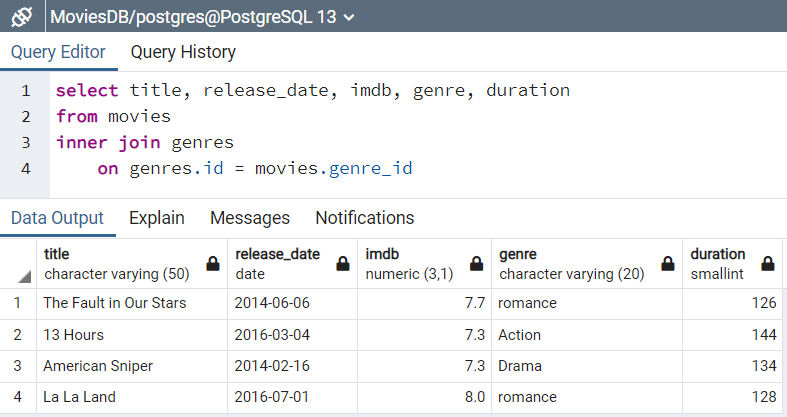 MoviesDB/postgres@PostgreSQL 13
Query Editor Query History
1 select title, release_date, imdb, genre, duration
2 from movies
3 inner join genres
4 on genres.id = movies.genre_id
Data Output Explain Messages Notifications
title release_date imdb genre duration
character varying (50) date numeric (3,1) character varying (20) smallint
1 The Fault in Our Stars 2014-06-06 7.7 romance 126
2 13 Hours 2016-03-04 7.3 Action 144
3 American Sniper 2014-02-16 7.3 Drama 134
4 La La Land 2016-07-01 8.0 romance 128